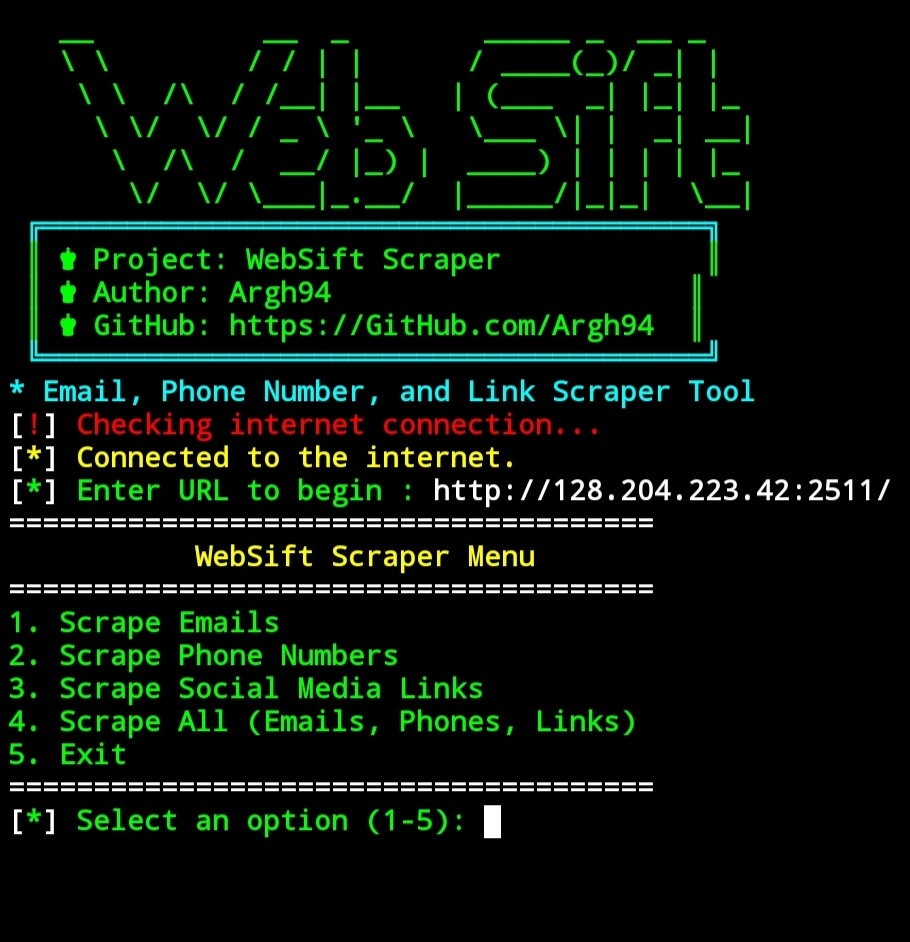 Web Sift
Project: WebSift Scraper
Author: Argh94
GitHub: https://GitHub.com/Argh94
* Email, Phone Number, and Link Scraper Tool
[!] Checking internet connection...
[*] Connected to the internet.
[*] Enter URL to begin : http://128.204.223.42:2511/
======================================
WebSift Scraper Menu
======================================
1. Scrape Emails
2. Scrape Phone Numbers
3. Scrape Social Media Links
4. Scrape All (Emails, Phones, Links)
5. Exit
======================================
[*] Select an option (1-5):